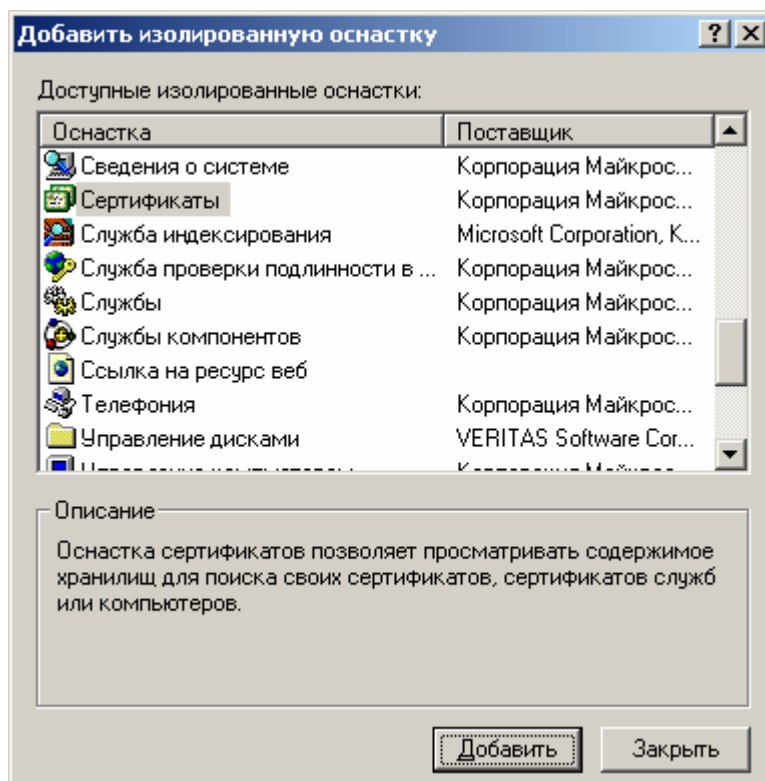 Добавить изолированную оснастку
Доступные изолированные оснастки:
Оснастка Поставщик
Сведения о системе Корпорация Майкрос...
Сертификаты Корпорация Майкрос...
Служба индексирования Microsoft Corporation, K...
Служба проверки подлинности в ... Корпорация Майкрос...
Службы Корпорация Майкрос...
Службы компонентов Корпорация Майкрос...
Ссылка на ресурс веб
Телефония Корпорация Майкрос...
Управление дисками VERITAS Software Cor...
Описание
Оснастка сертификатов позволяет просматривать содержимое
хранилищ для поиска своих сертификатов, сертификатов служб
или компьютеров.
Добавить Закрыть